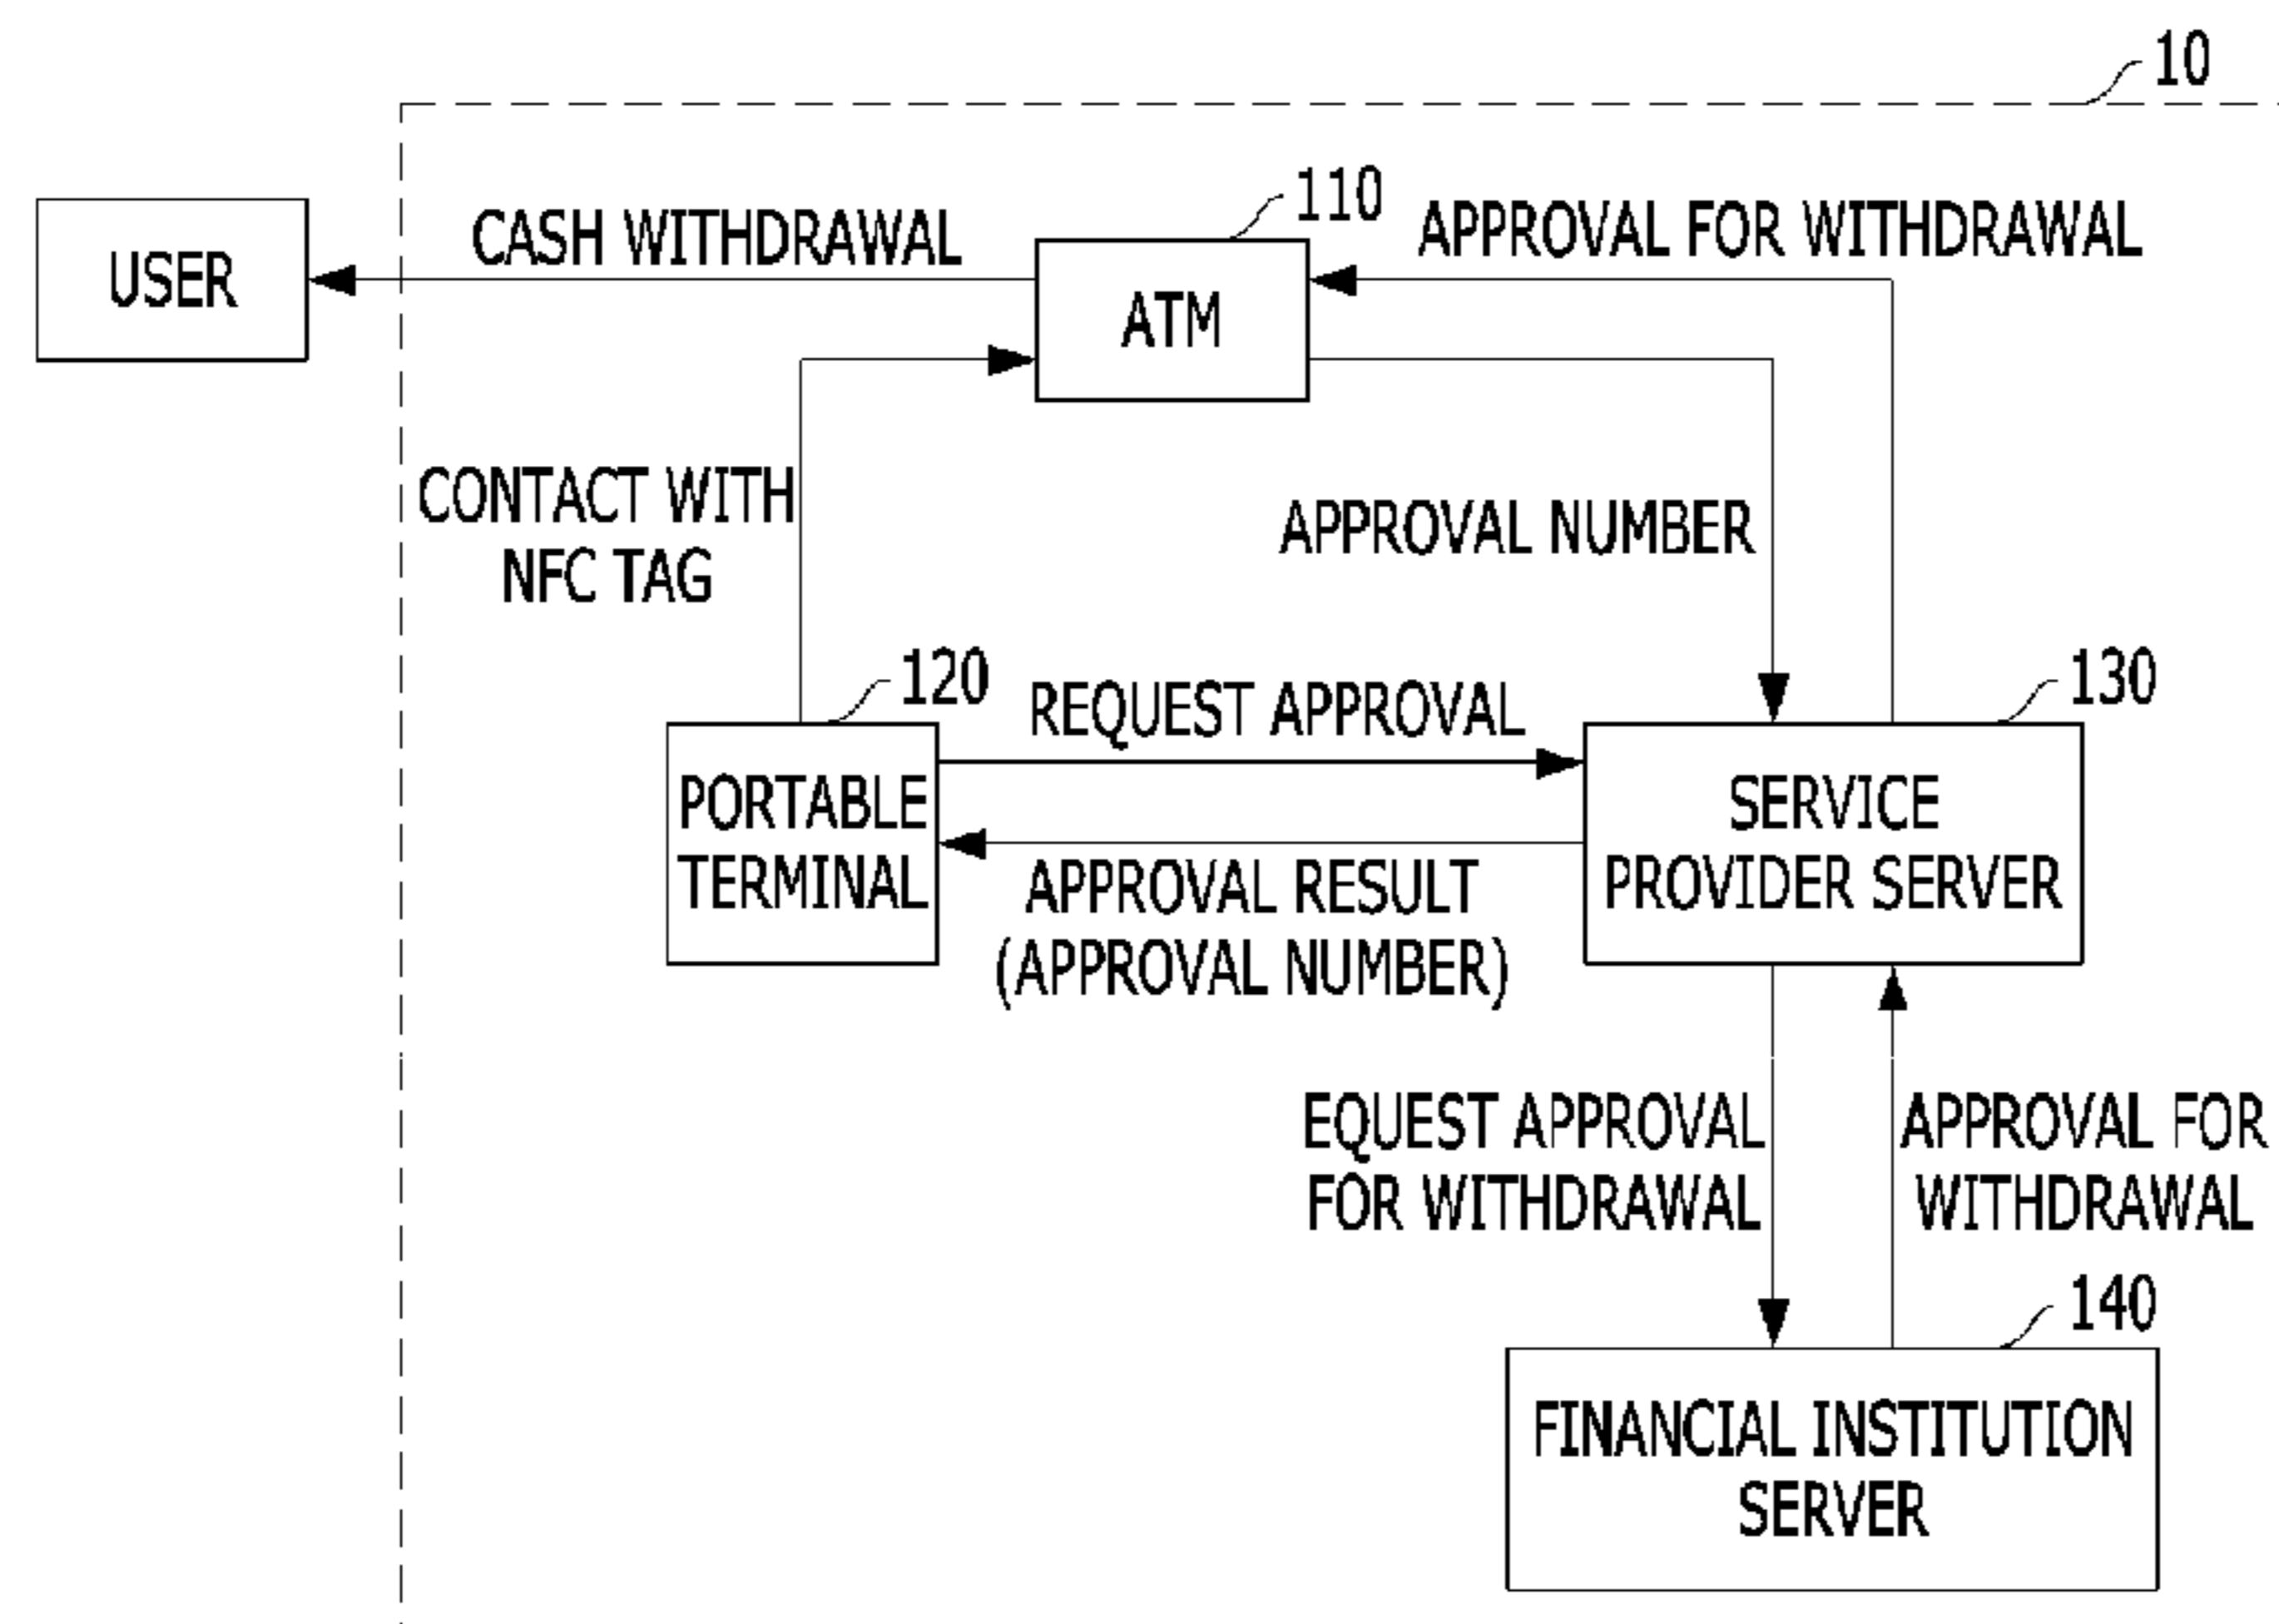 10
110
CASH WITHDRAWAL
APPROVAL FOR WITHDRAWAL
USER
ATM
CONTACT WITH
NFC TAG
APPROVAL NUMBER
120
REQUEST APPROVAL
130
PORTABLE
TERMINAL
SERVICE
PROVIDER SERVER
APPROVAL RESULT
(APPROVAL NUMBER)
EQUEST APPROVAL
FOR WITHDRAWAL
APPROVAL FOR
WITHDRAWAL
140
FINANCIAL INSTITUTION
SERVER